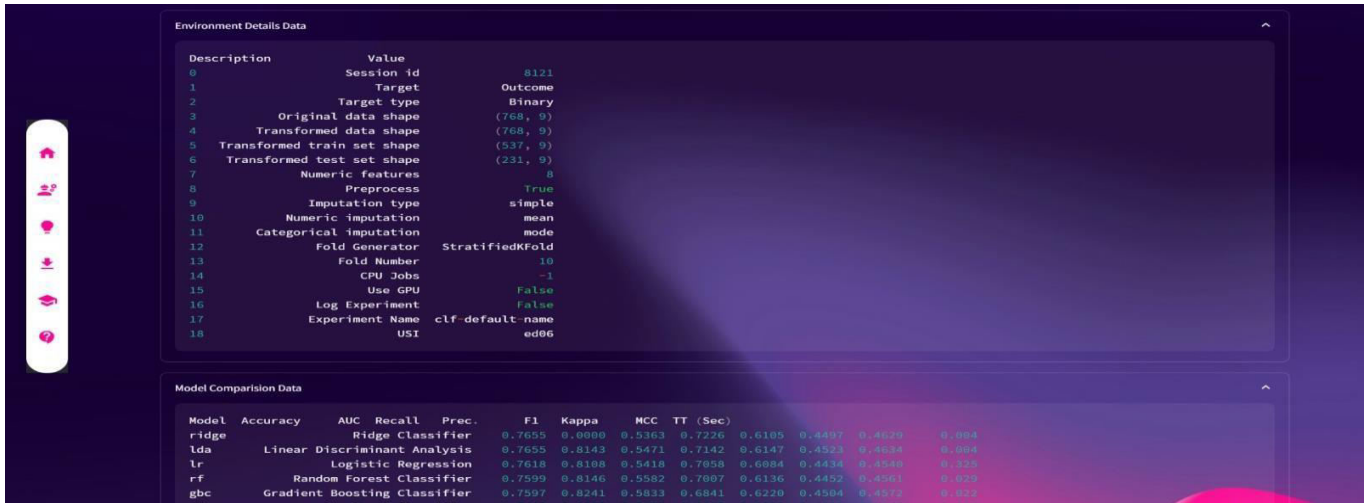 Environment Details Data
Description Value
0 Session id 8121
1 Target Outcome
2 Target type Binary
3 Original data shape (768, 9)
4 Transformed data shape (768, 9)
5 Transformed train set shape (537, 9)
6 Transformed test set shape (231, 9)
7 Numeric features 8
8 Preprocess True
9 Imputation type simple
10 Numeric imputation mean
11 Categorical imputation mode
12 Fold Generator StratifiedKFold
13 Fold Number 10
14 CPU Jobs -1
15 Use GPU False
16 Log Experiment False
17 Experiment Name clf-default-name
18 USI ed06
Model Comparision Data
Model Accuracy AUC Recall Prec. F1 Kappa MCC TT (Sec)
ridge Ridge Classifier 0.7655 0.0000 0.5363 0.7226 0.6105 0.4497 0.4629 0.004
lda Linear Discriminant Analysis 0.7655 0.8143 0.5471 0.7142 0.6147 0.4523 0.4634 0.004
lr Logistic Regression 0.7618 0.8108 0.5418 0.7058 0.6084 0.4434 0.4540 0.325
rf Random Forest Classifier 0.7599 0.8146 0.5582 0.7007 0.6136 0.4452 0.4561 0.029
gbc Gradient Boosting Classifier 0.7597 0.8241 0.5833 0.6841 0.6220 0.4504 0.4572 0.022